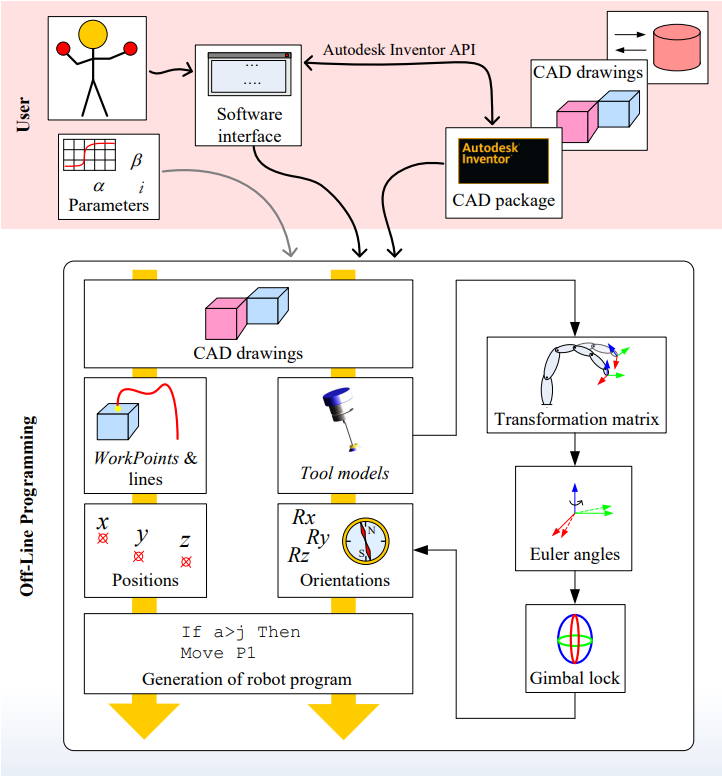 User
Autodesk Inventor API
CAD drawings
... 
....
Software
interface
Autodesk
Inventor
CAD package
β
α i
Parameters
Off-Line Programming
CAD drawings
WorkPoints &
lines
Tool models
Transformation matrix
x y z
Positions
Rx
Ry
Rz
N
S
Orientations
Euler angles
If a>j Then
Move P1
Generation of robot program
Gimbal lock